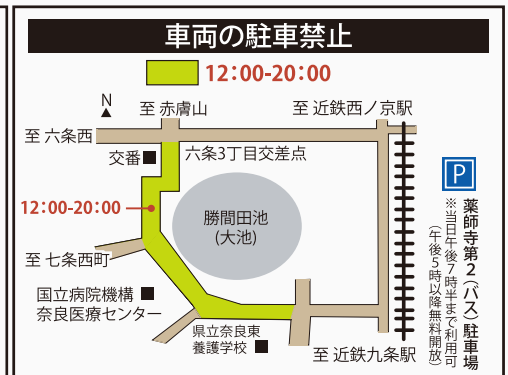 車両の駐車禁止
12:00-20:00
N
至 赤膚山
至 近鉄西ノ京駅
至 六条西
交番
六条3丁目交差点
P
12:00-20:00
勝間田池
(大池)
薬師寺第2(バス)駐車場
※当日午後7時半まで利用可
(午後5時以降無料開放)
至 七条西町
国立病院機構
奈良医療センター
県立奈良東
養護学校
至 近鉄九条駅